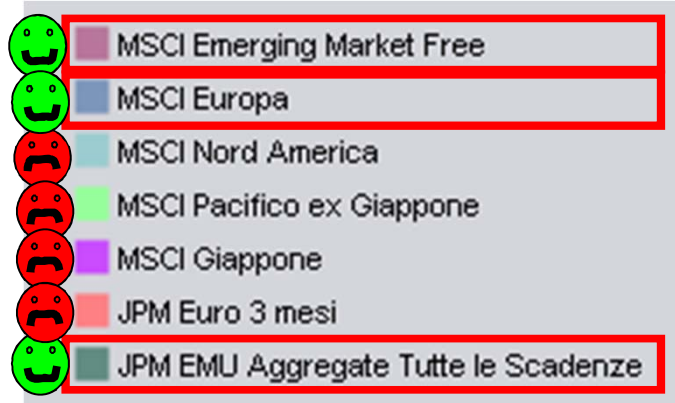 MSCI Emerging Market Free
MSCI Europa
MSCI Nord America
MSCI Pacifico ex Giappone
MSCI Giappone
JPM Euro 3 mesi
JPM EMU Aggregate Tutte le Scadenze